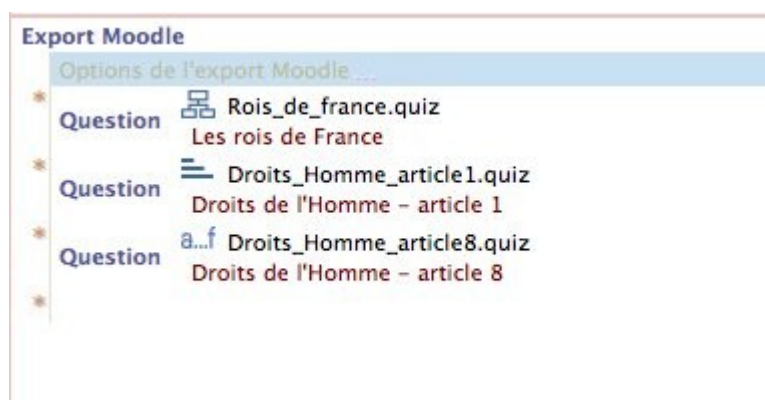 Export Moodle
Options de l'export Moodle ...
* Question Rois_de_france.quiz
Les rois de France
* Question Droits_Homme_article1.quiz
Droits de l'Homme – article 1
* Question a...f Droits_Homme_article8.quiz
Droits de l'Homme – article 8
*